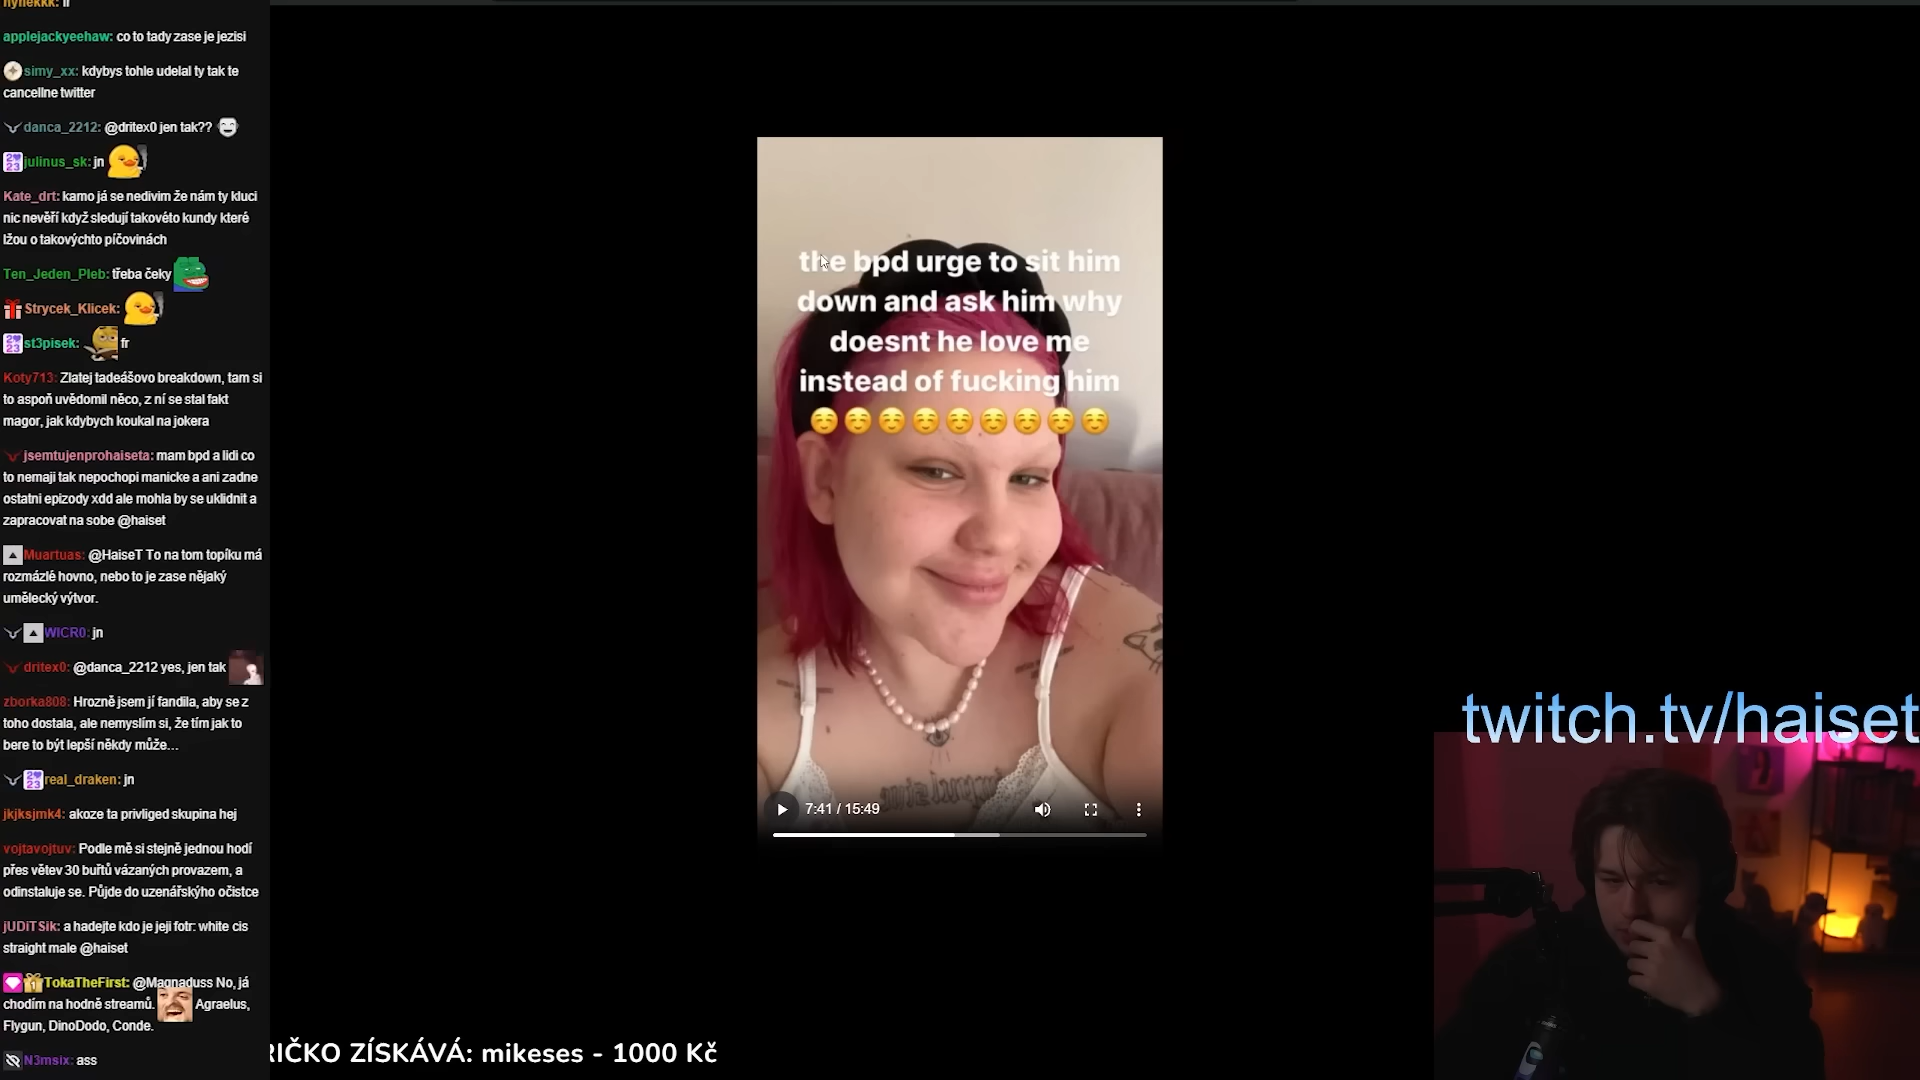 hynekkk: fr
applejackyeehaw: co to tady zase je jezisi
simy_xx: kdybys tohle udelal ty tak te
cancellne twitter
danca_2212: @dritex0 jen tak??
julinus_sk: jn
Kate_drt: kamo já se nedivim že nám ty kluci
nic nevěří když sledují takovéto kundy které
lžou o takovýchto píčovinách
Ten_Jeden_Pleb: třeba čeky
Strycek_Klicek:
st3pisek: fr
Koty713: Zlatej tadeášovo breakdown, tam si
to aspoň uvědomil něco, z ní se stal fakt
magor, jak kdybych koukal na jokera
jsemtujenprohaiseta: mam bpd a lidi co
to nemaji tak nepochopi manicke a ani zadne
ostatni epizody xdd ale mohla by se uklidnit a
zapracovat na sobe @haiset
Muartuas: @HaiseT To na tom topíku má
rozmázlé hovno, nebo to je zase nějaký
umělecký výtvor.
WICR0: jn
dritex0: @danca_2212 yes, jen tak
zborka808: Hrozně jsem jí fandila, aby se z
toho dostala, ale nemyslím si, že tím jak to
bere to být lepší někdy může...
real_draken: jn
jkjksjmk4: akoze ta privliged skupina hej
vojtavojtuv: Podle mě si stejně jednou hodí
přes větev 30 buřtů vázaných provazem, a
odinstaluje se. Půjde do uzenářskýho očistce
jUDiTSik: a hadejte kdo je jeji fotr: white cis
straight male @haiset
TokaTheFirst: @Magnaduss No, já
chodím na hodně streamů. Agraelus,
Flygun, DinoDodo, Conde.
N3msix: ass
the bpd urge to sit him
down and ask him why
doesnt he love me
instead of fucking him
7:41 / 15:49
twitch.tv/haiset
RIČKO ZÍSKÁVÁ: mikeses - 1000 Kč